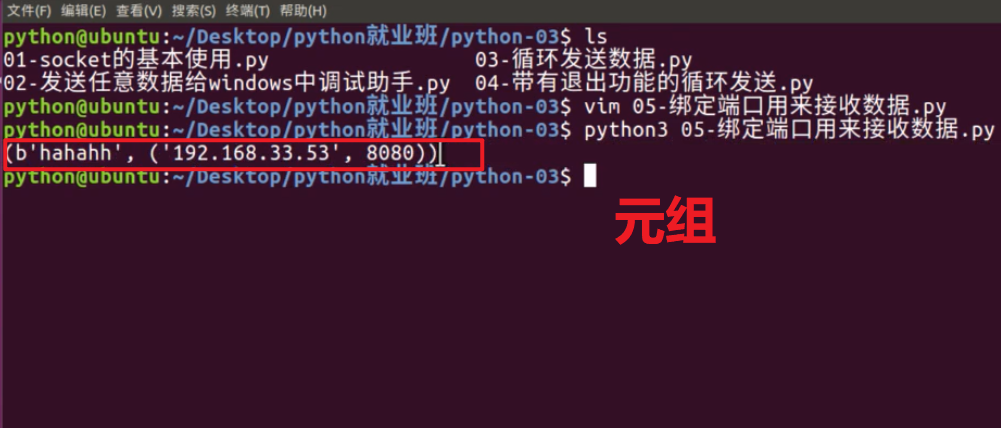 文件(F) 编辑(E) 查看(V) 搜索(S) 终端(T) 帮助(H)
python@ubuntu:~/Desktop/python就业班/python-03$ ls
01-socket的基本使用.py 03-循环发送数据.py
02-发送任意数据给windows中调试助手.py 04-带有退出功能的循环发送.py
python@ubuntu:~/Desktop/python就业班/python-03$ vim 05-绑定端口用来接收数据.py
python@ubuntu:~/Desktop/python就业班/python-03$ python3 05-绑定端口用来接收数据.py
(b'hahahh', ('192.168.33.53', 8080))
python@ubuntu:~/Desktop/python就业班/python-03$
元组